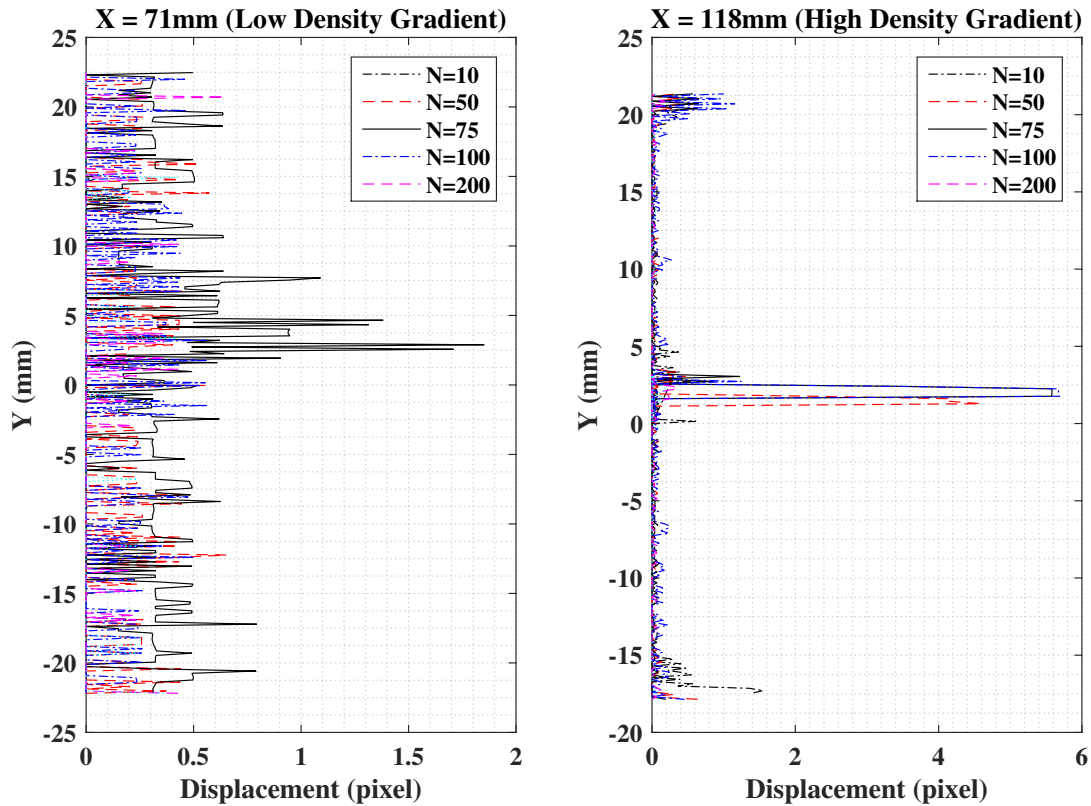 X = 71mm (Low Density Gradient)
25
20
15
10
5
0
-5
-10
-15
-20
-25
Y (mm)
0
0.5
1
1.5
2
Displacement (pixel)
N=10
N=50
N=75
N=100
N=200
X = 118mm (High Density Gradient)
25
20
15
10
5
0
-5
-10
-15
-20
Y (mm)
0
2
4
6
Displacement (pixel)
N=10
N=50
N=75
N=100
N=200